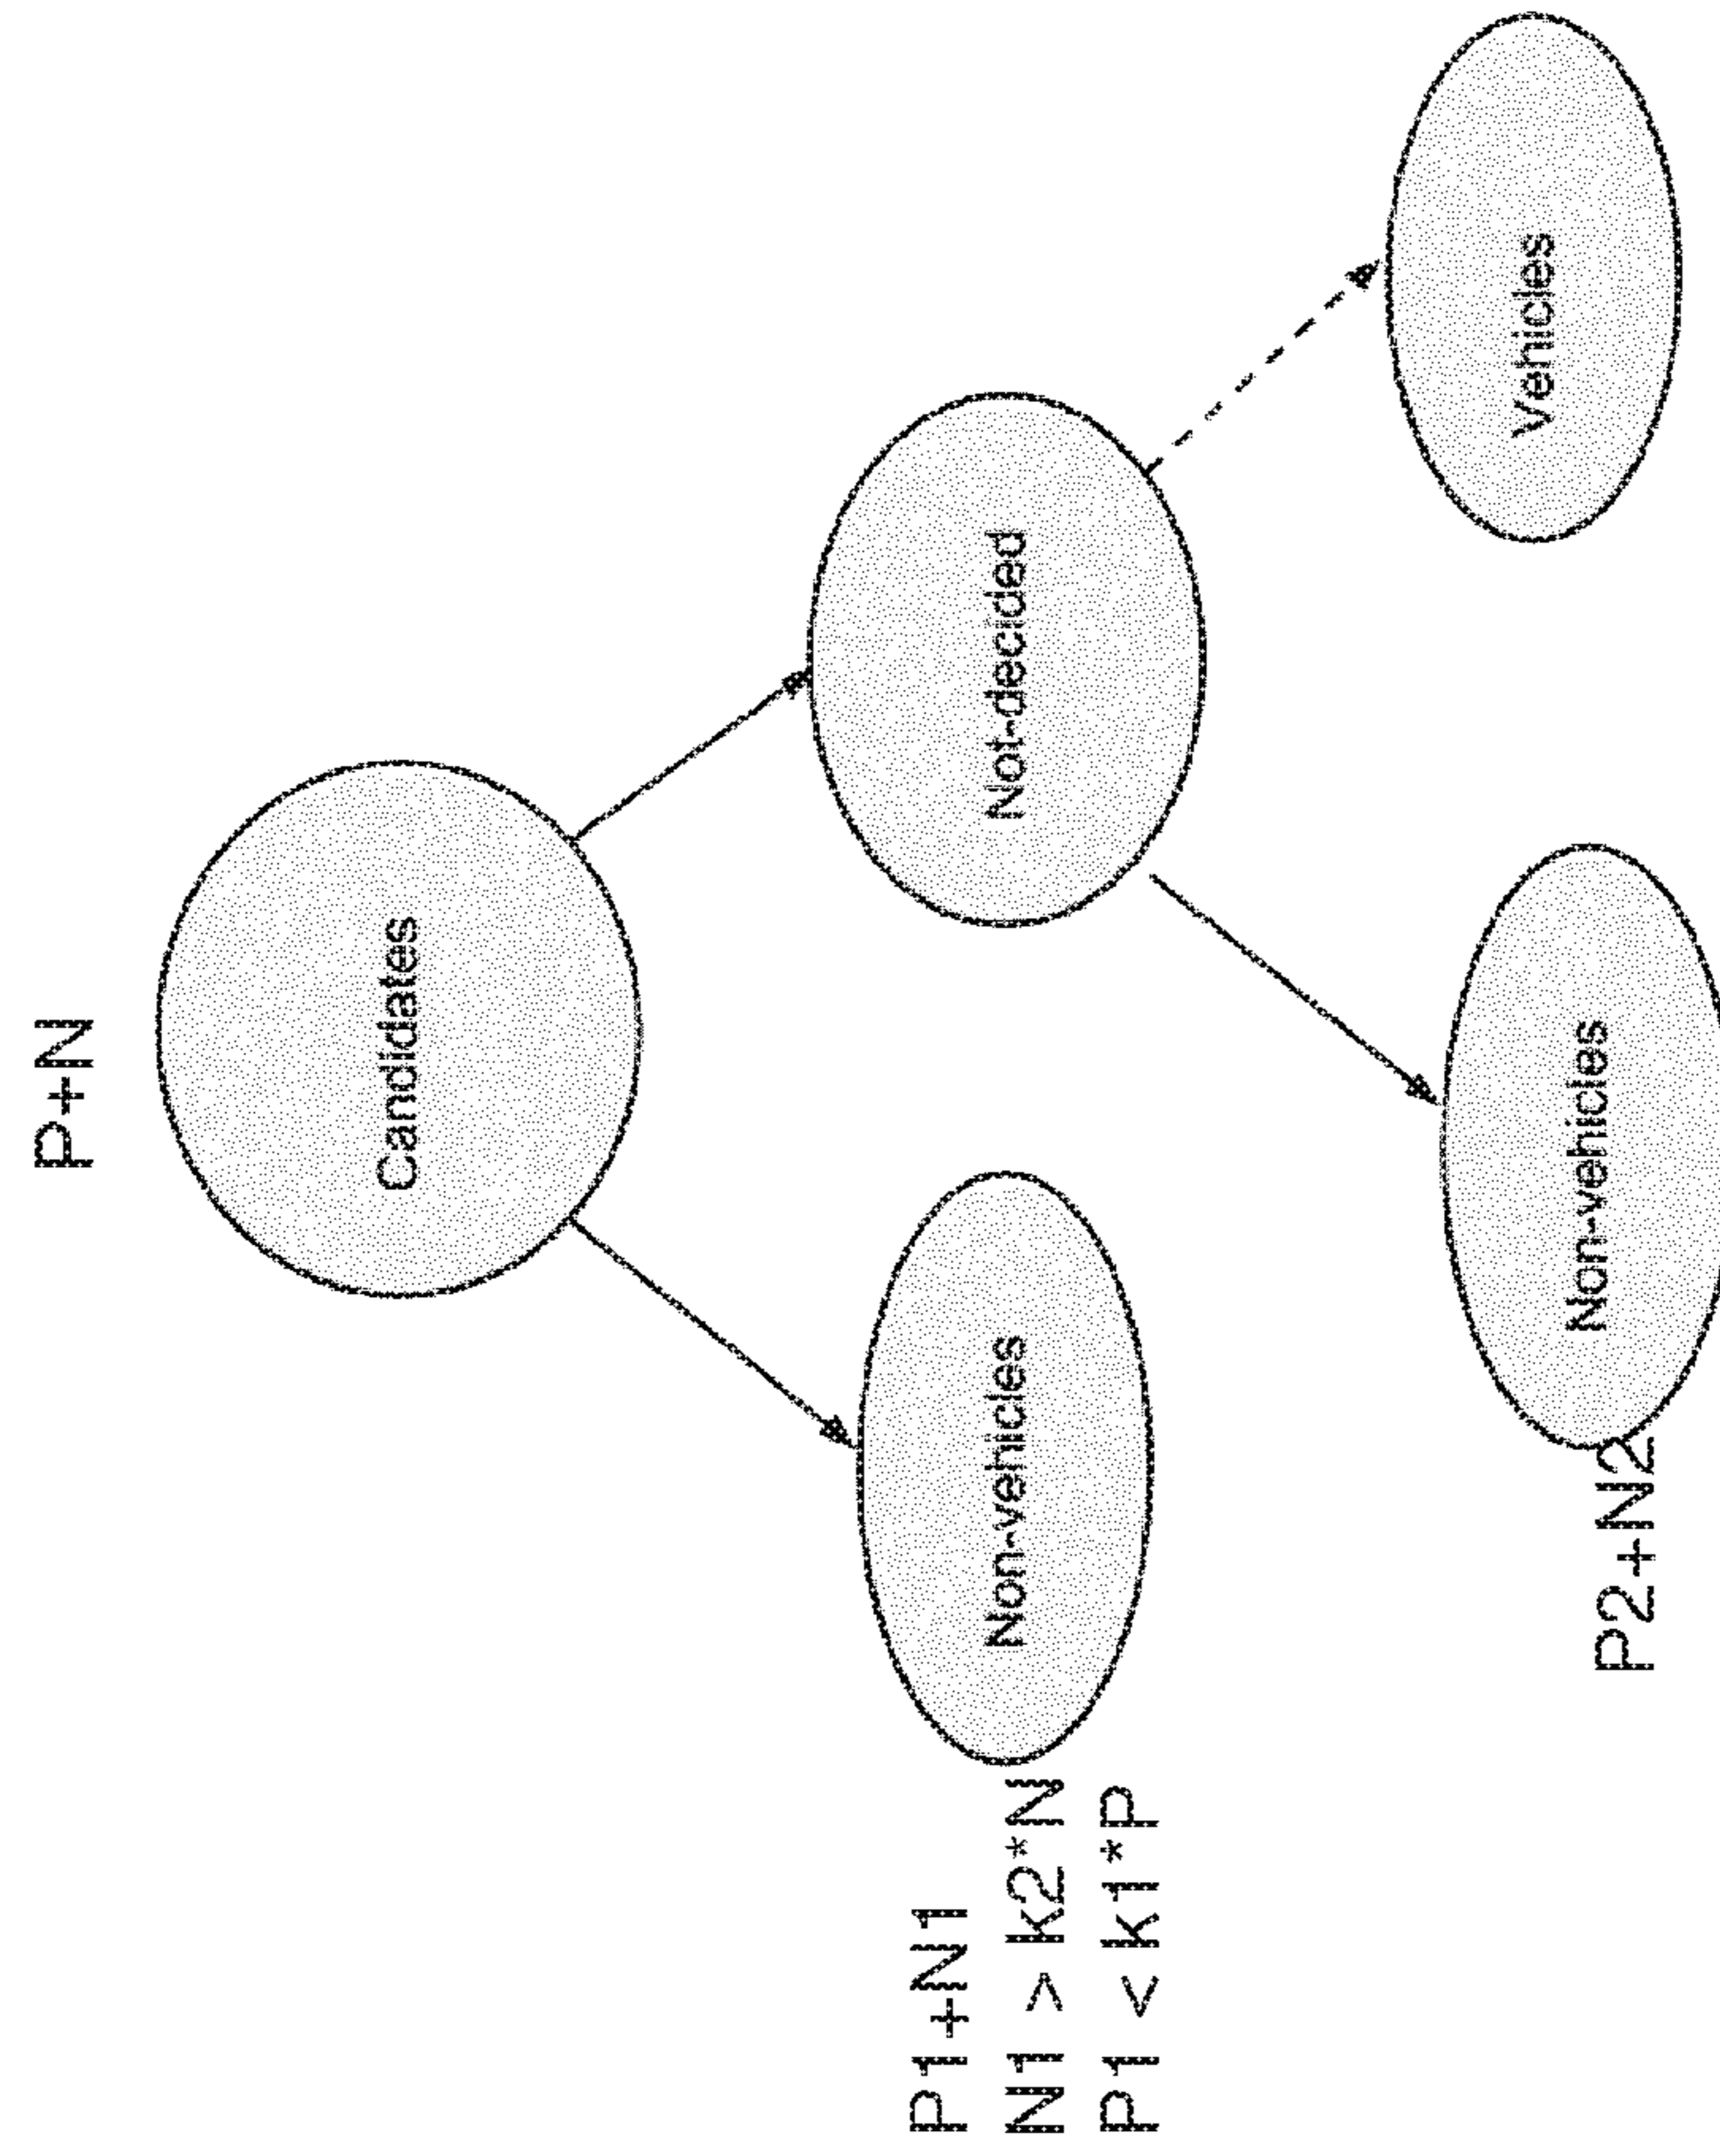 P+N
Candidates
Non-vehicles
Not-decided
P1+N1
N1 > k2*N
P1 < k1*P
Non-vehicles
Vehicles
P2+N2